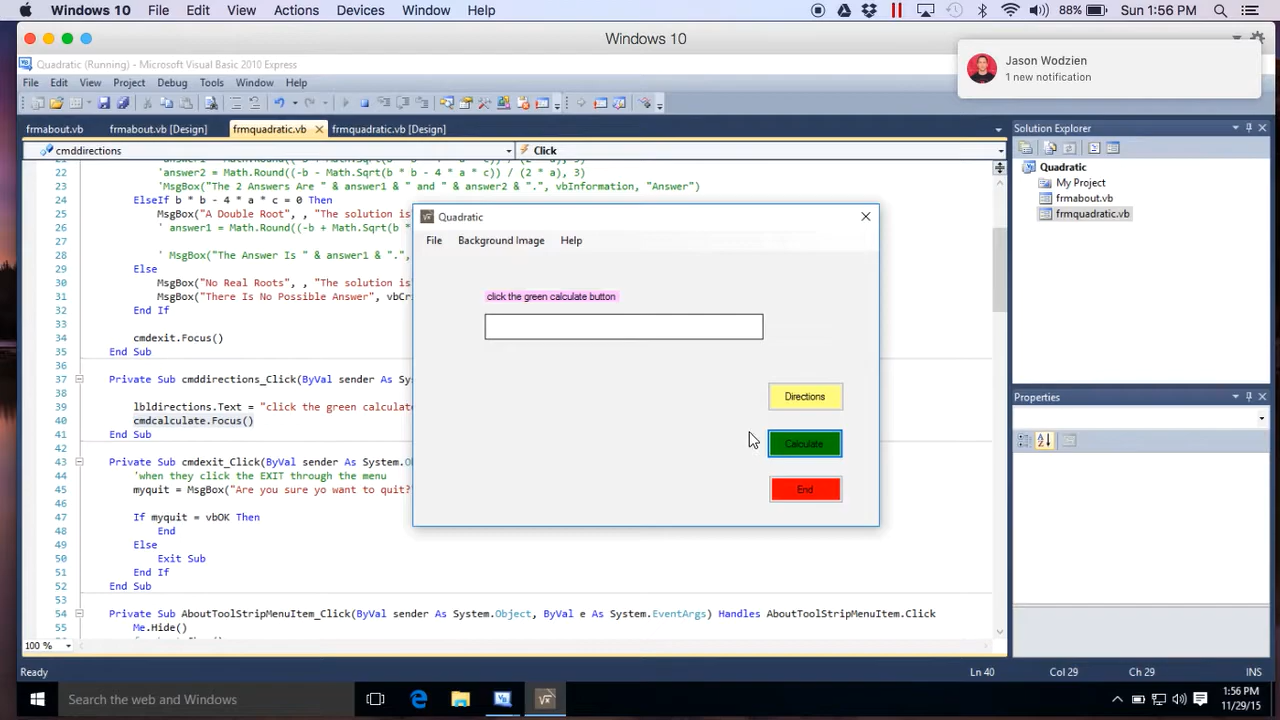 Windows 10 File Edit View Actions Devices Window Help 88% Sun 1:56 PM
Windows 10
Quadratic (Running) - Microsoft Visual Basic 2010 Express
Jason Wodzien
1 new notification
File Edit View Project Debug Tools Window Help
frmabout.vb frmabout.vb [Design] frmquadratic.vb frmquadratic.vb [Design]
Solution Explorer
cmddirections Click
Quadratic
My Project
frmabout.vb
frmquadratic.vb
22 'answer2 = Math.Round((-b - Math.Sqrt(b * b - 4 * a * c)) / (2 * a), 3)
23 'MsgBox("The 2 Answers Are " & answer1 & " and " & answer2 & ".", vbInformation, "Answer")
24 ElseIf b * b - 4 * a * c = 0 Then
25 MsgBox("A Double Root", , "The solution is
26 ' answer1 = Math.Round((-b + Math.Sqrt(b *
27
28 ' MsgBox("The Answer Is " & answer1 & ".",
29 Else
30 MsgBox("No Real Roots", , "The solution is
31 MsgBox("There Is No Possible Answer", vbCr
32 End If
33
34 cmdexit.Focus()
35 End Sub
36
37 Private Sub cmddirections_Click(ByVal sender As Sy
38
39 lbldirections.Text = "click the green calculate
40 cmdcalculate.Focus()
41 End Sub
42
43 Private Sub cmdexit_Click(ByVal sender As System.O
44 'when they click the EXIT through the menu
45 myquit = MsgBox("Are you sure yo want to quit?"
46
47 If myquit = vbOK Then
48 End
49 Else
50 Exit Sub
51 End If
52 End Sub
53
54 Private Sub AboutToolStripMenuItem_Click(ByVal sender As System.Object, ByVal e As System.EventArgs) Handles AboutToolStripMenuItem.Click
55 Me.Hide()
Quadratic
File Background Image Help
click the green calculate button
Directions
Calculate
End
Properties
100 %
Ready Ln 40 Col 29 Ch 29 INS
Search the web and Windows
1:56 PM
11/29/15